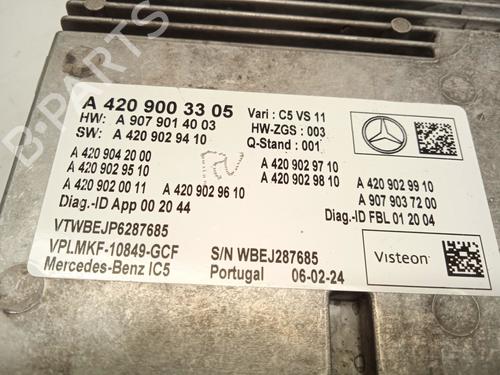 B-PARTS
A 420 900 33 05
HW: A 907 901 40 03
SW: A 420 902 94 10
Vari : C5 VS 11
HW-ZGS : 003
Q-Stand : 001
A 420 904 20 00
A 420 902 95 10
A 420 902 00 11 A 420 902 96 10
A 420 902 97 10
A 420 902 98 10
A 420 902 99 10
A 907 903 72 00
Diag.-ID App 00 20 44
Diag.-ID FBL 01 20 04
VTWBEJP6287685
VPLMKF-10849-GCF
S/N WBEJ287685
Mercedes-Benz IC5
Portugal 06-02-24
Visteon